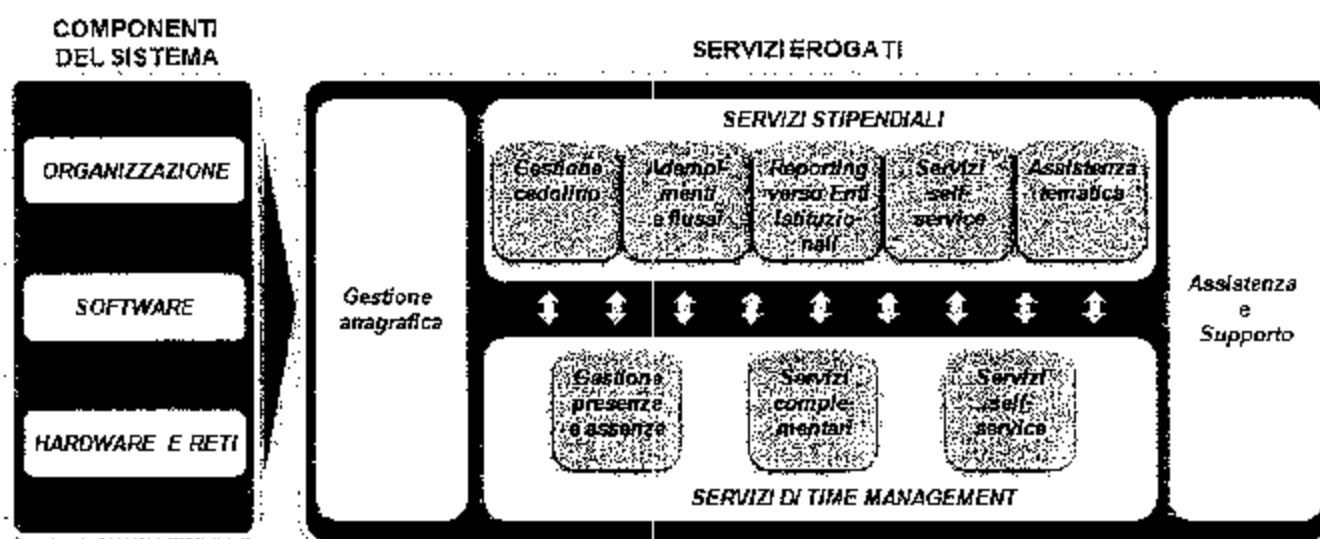 COMPONENTI
DEL SISTEMA
SERVIZI EROGATI
ORGANIZZAZIONE
SOFTWARE
HARDWARE E RETI
Gestione
anagrafica
SERVIZI STIPENDIALI
Gestione
cedolino
Adempi-
menti
e flussi
Reporting
verso Enti
Istituzio-
nali
Servizi
self-
service
Assistenza
tematica
Gestione
presenze
e assenze
Servizi
comple-
mentari
Servizi
self-
service
SERVIZI DI TIME MANAGEMENT
Assistenza
e
Supporto